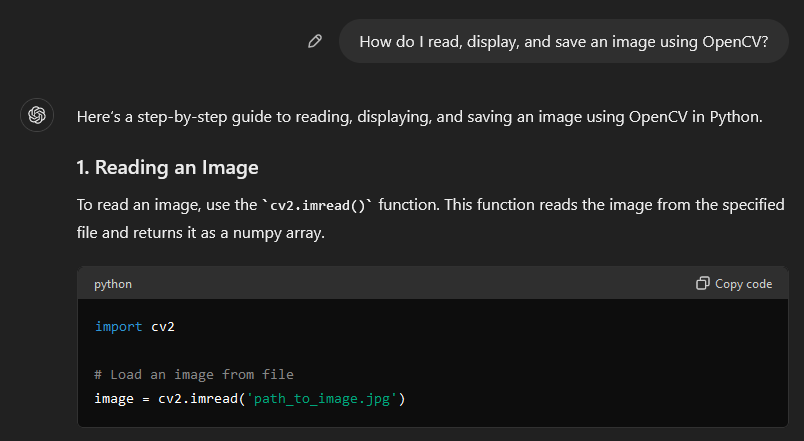 How do I read, display, and save an image using OpenCV?
Here's a step-by-step guide to reading, displaying, and saving an image using OpenCV in Python.
1. Reading an Image
To read an image, use the `cv2.imread()` function. This function reads the image from the specified
file and returns it as a numpy array.
python
Copy code
import cv2
# Load an image from file
image = cv2.imread('path_to_image.jpg')